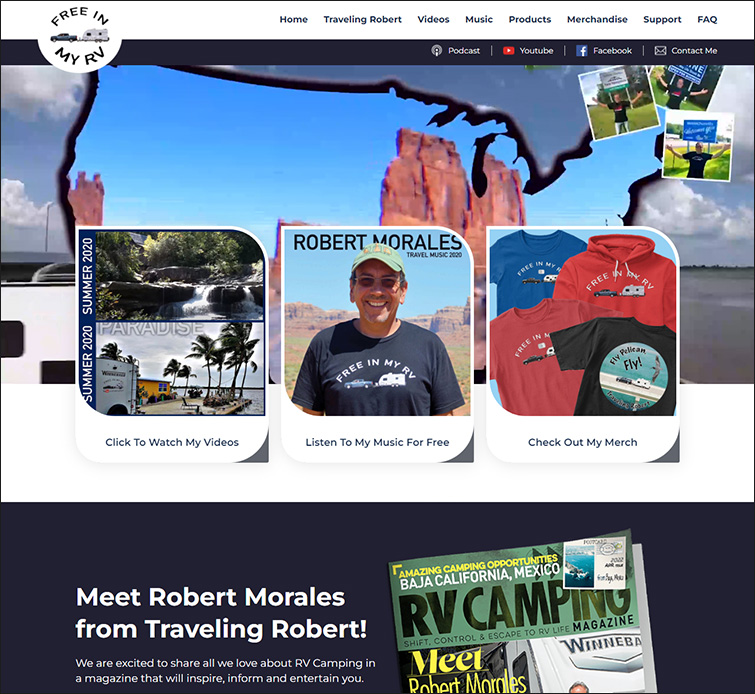 FREE IN
MY RV
Home Traveling Robert Videos Music Products Merchandise Support FAQ
Podcast Youtube Facebook Contact Me
SUMMER 2020
SUMMER 2020
PARADISE
WINNEBAGO
ROBERT MORALES
TRAVEL MUSIC 2020
FREE IN MY RV
FREE IN MY RV
FREE IN MY RV
FREE IN MY RV
Fly Pelican,
Fly!
Click To Watch My Videos
Listen To My Music For Free
Check Out My Merch
Meet Robert Morales
from Traveling Robert!
We are excited to share all we love about RV Camping in
a magazine that will inspire, inform and entertain you.
AMAZING CAMPING OPPORTUNITIES
BAJA CALIFORNIA, MEXICO
POSTCARD
2022
RV CAMPING
SHIFT, CONTROL & ESCAPE TO RV LIFE MAGAZINE
WINNEBA
Meet
Robert Morales